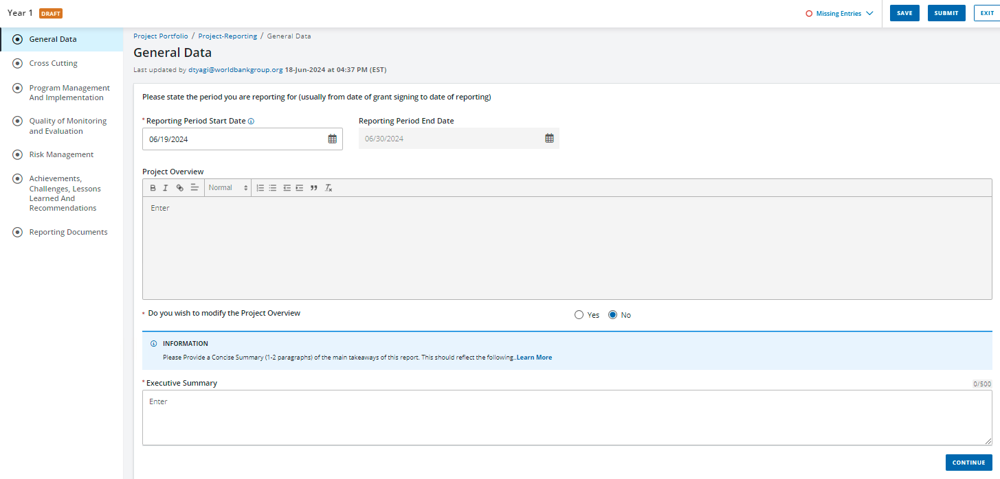 Year 1 DRAFT Missing Entries SAVE SUBMIT EXIT
General Data
Cross Cutting
Program Management
And Implementation
Quality of Monitoring
and Evaluation
Risk Management
Achievements,
Challenges, Lessons
Learned And
Recommendations
Reporting Documents
Project Portfolio / Project-Reporting / General Data
General Data
Last updated by dtyagi@worldbankgroup.org 18-Jun-2024 at 04:37 PM (EST)
Please state the period you are reporting for (usually from date of grant signing to date of reporting)
* Reporting Period Start Date Reporting Period End Date
06/19/2024 06/30/2024
Project Overview
B I Normal
Enter
* Do you wish to modify the Project Overview Yes No
INFORMATION
Please Provide a Concise Summary (1-2 paragraphs) of the main takeaways of this report. This should reflect the following..Learn More
* Executive Summary 0/500
Enter
CONTINUE